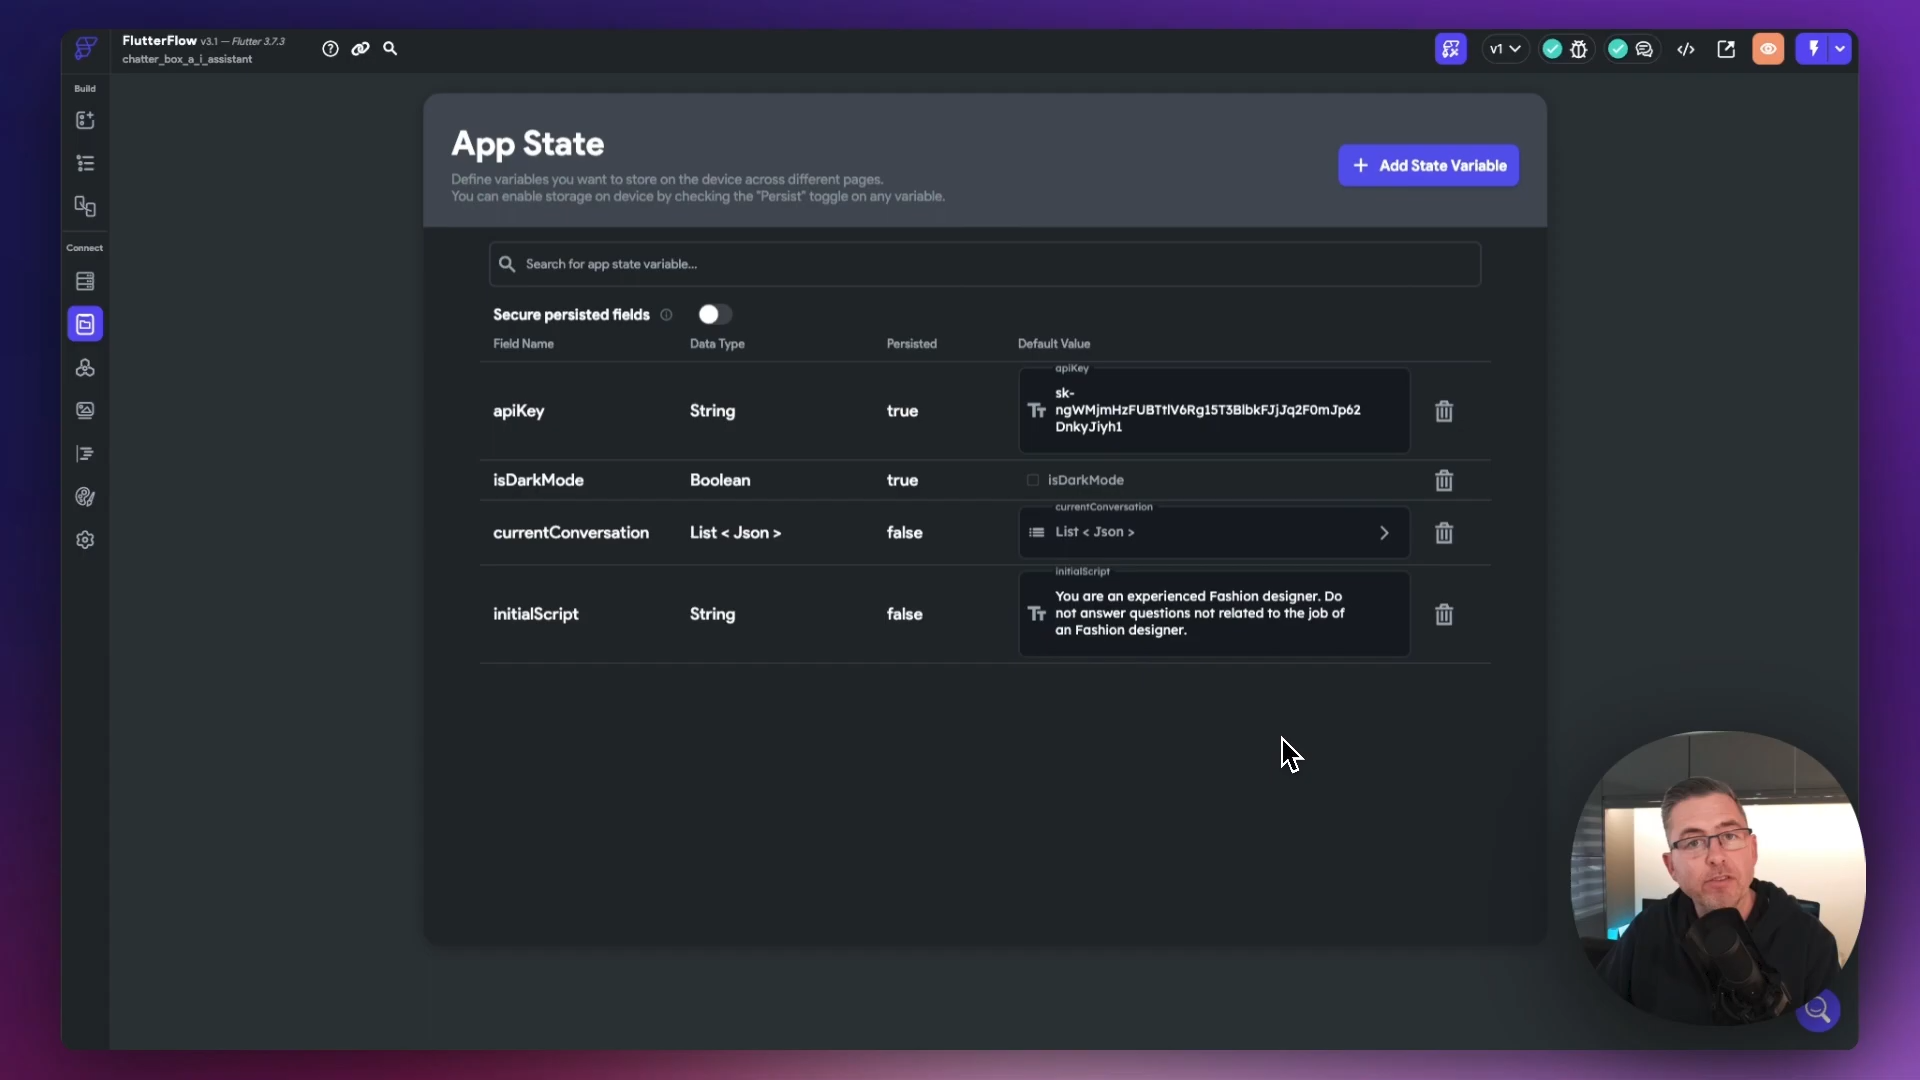 FlutterFlow v3.1 — Flutter 3.7.3
chatter_box_a_i_assistant
v1
Build
Connect
App State
Define variables you want to store on the device across different pages.
You can enable storage on device by checking the "Persist" toggle on any variable.
+ Add State Variable
Search for app state variable...
Secure persisted fields
Field Name Data Type Persisted Default Value
apiKey String true
apiKey
sk-
ngWMjmHzFUBTtlV6Rg15T3BlbkFJjJq2F0mJp62
DnkyJiyh1
isDarkMode Boolean true isDarkMode
currentConversation List < Json > false
currentConversation
List < Json >
initialScript String false
initialScript
You are an experienced Fashion designer. Do
not answer questions not related to the job of
an Fashion designer.